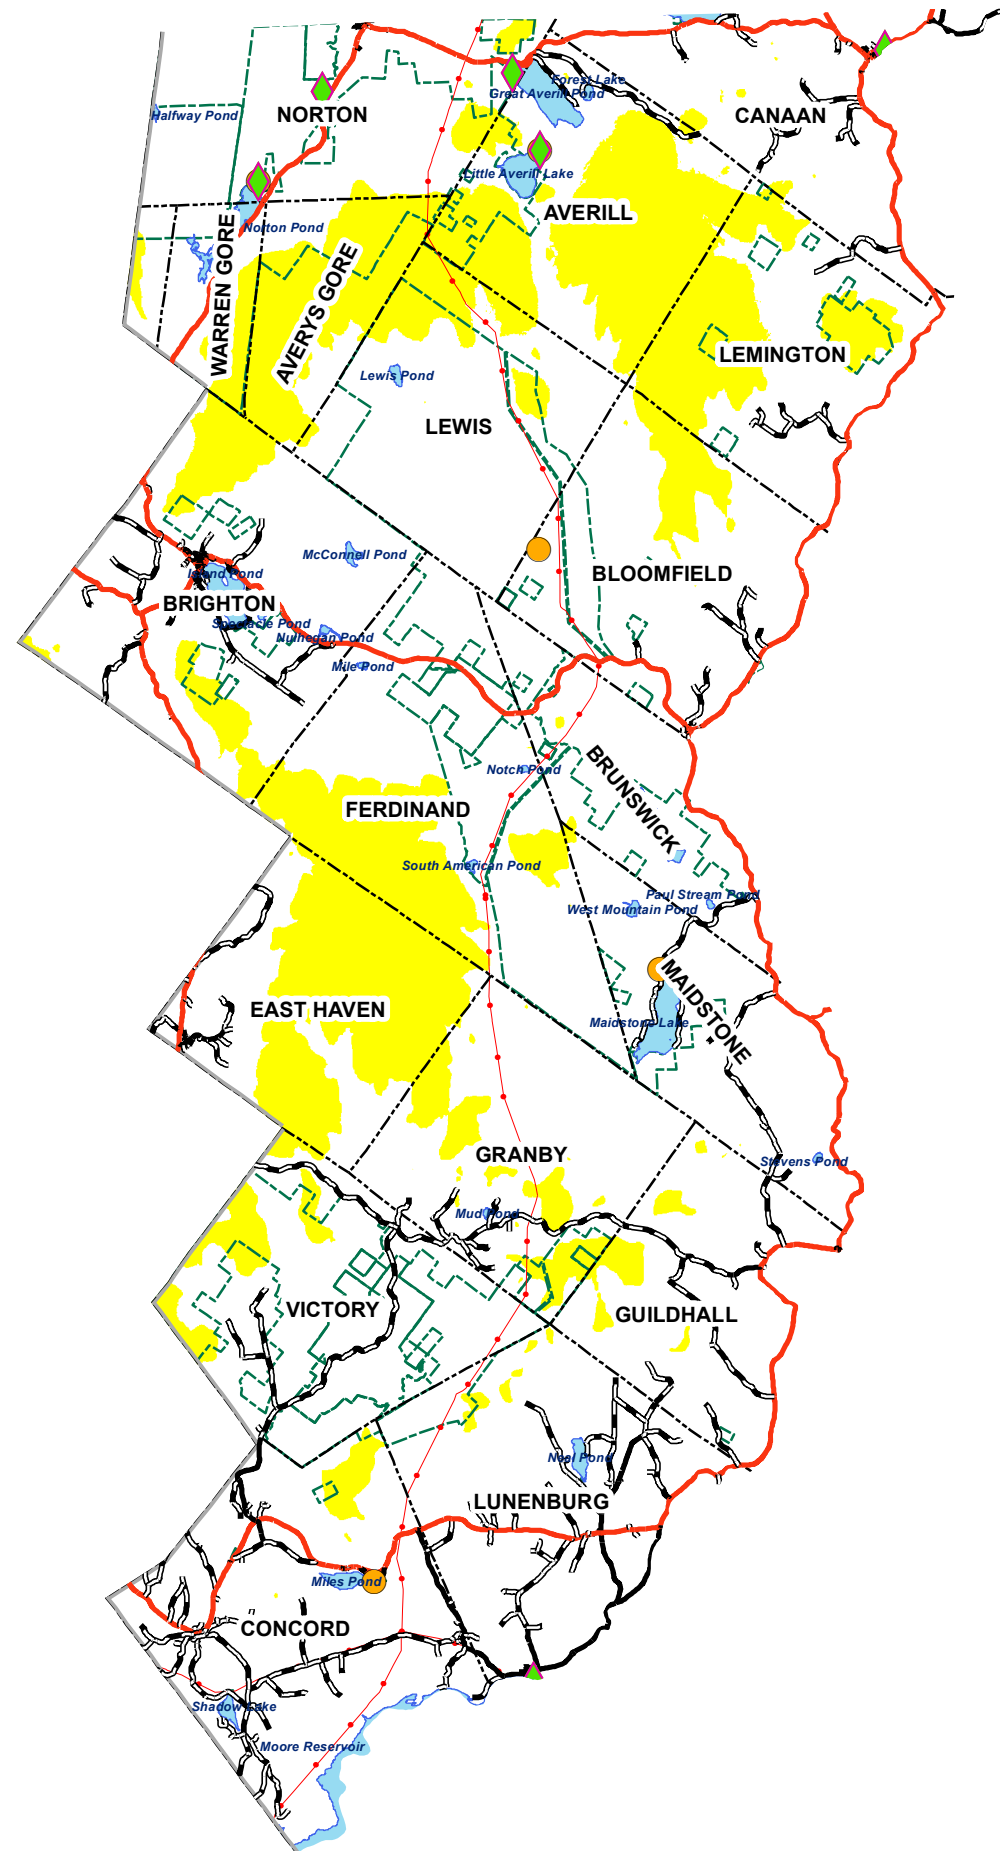 Forest Lake
Great Averill Pond
Halfway Pond
NORTON
CANAAN
Little Averill Lake
AVERILL
Norton Pond
WARREN GORE
AVERYS GORE
LEMINGTON
Lewis Pond
LEWIS
McConnell Pond
Island Pond
BLOOMFIELD
BRIGHTON
Spectacle Pond
Nulhegan Pond
Mile Pond
Notch Pond
BRUNSWICK
FERDINAND
South American Pond
Paul Stream Pond
West Mountain Pond
MAIDSTONE
EAST HAVEN
Maidstone Lake
GRANBY
Stevens Pond
Mud Pond
VICTORY
GUILDHALL
Neal Pond
LUNENBURG
Miles Pond
CONCORD
Shadow Lake
Moore Reservoir